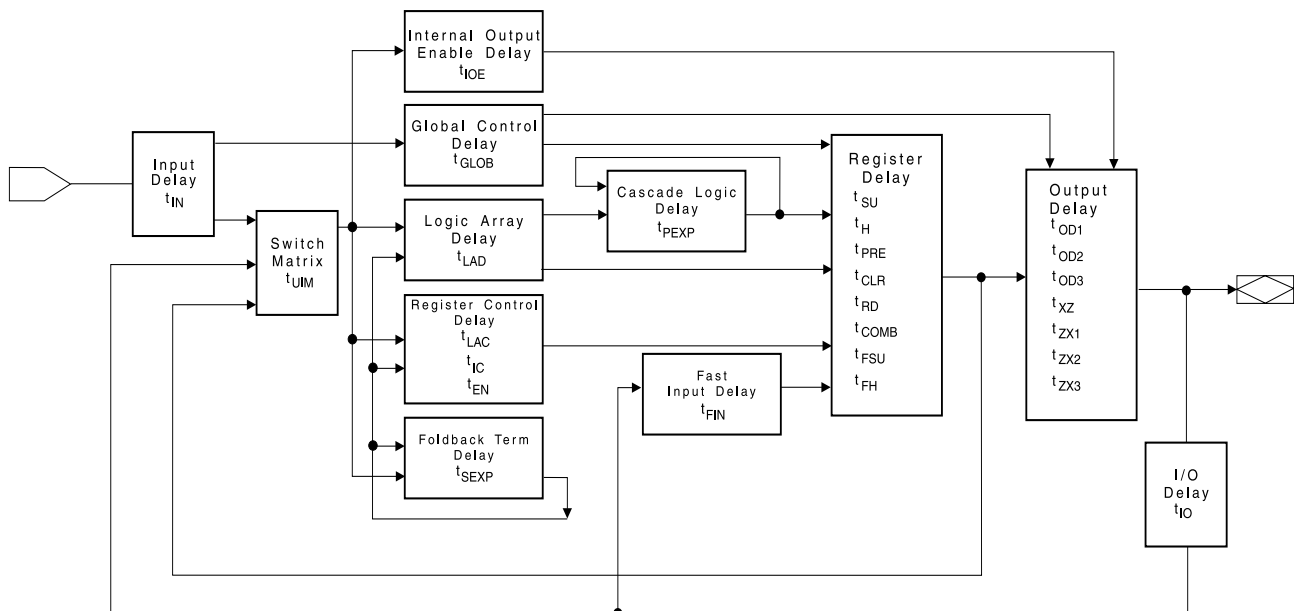 Internal Output
Enable Delay
tIOE
Global Control
Delay
tGLOB
Input
Delay
tIN
Switch
Matrix
tUIM
Logic Array
Delay
tLAD
Cascade Logic
Delay
tPEXP
Register Control
Delay
tLAC
tIC
tEN
Foldback Term
Delay
tSEXP
Fast
Input Delay
tFIN
Register
Delay
tSU
tH
tPRE
tCLR
tRD
tCOMB
tFSU
tFH
Output
Delay
tOD1
tOD2
tOD3
tXZ
tZX1
tZX2
tZX3
I/O
Delay
tIO